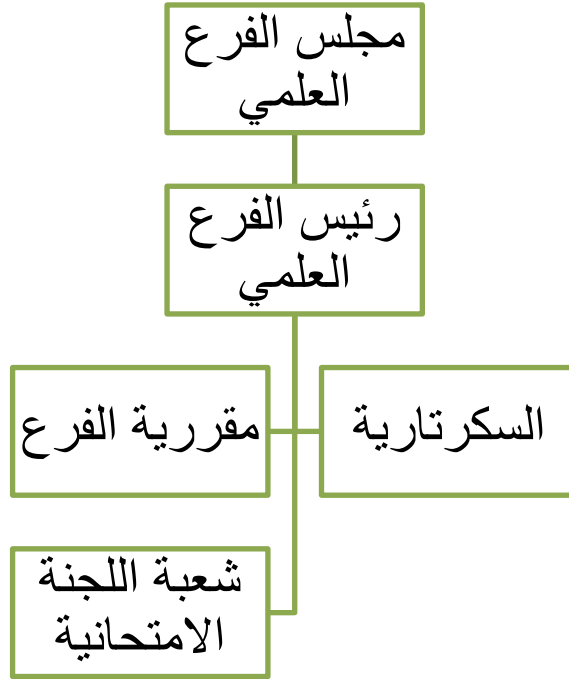 مجلس الفرع
العلمي
رئيس الفرع
العلمي
السكرتارية
مقررية الفرع
شعبة اللجنة
الامتحانية